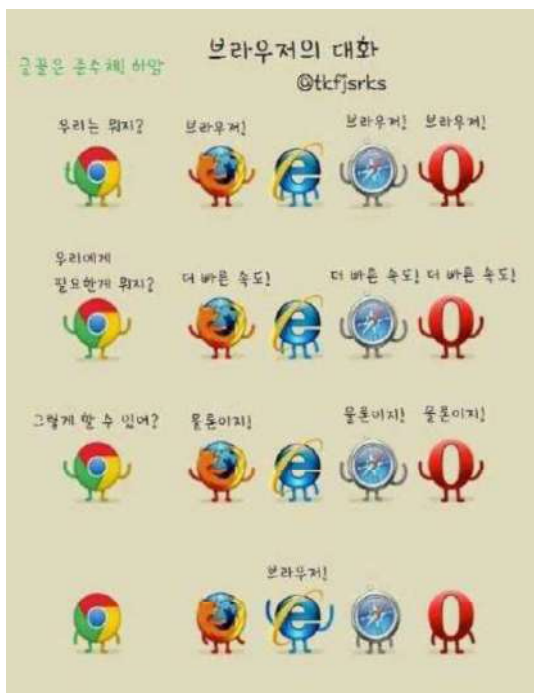 브라우저의 대화
글꼴은 준수체 하암
@tkfjsrks
우리는 뭐지?
브라우저!
브라우저!
브라우저!
우리에게
필요한게 뭐지?
더 빠른 속도!
더 빠른 속도!
더 빠른 속도!
그렇게 할 수 있어?
물론이지!
물론이지!
물론이지!
브라우저!